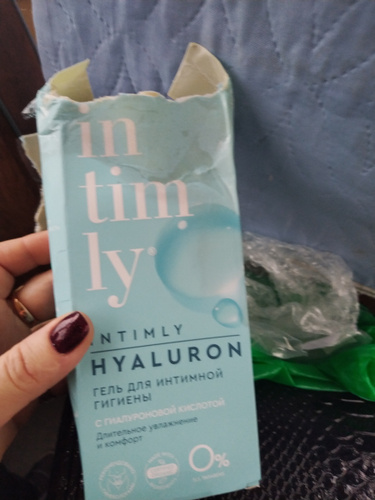 in
tim
ly
INTIMLY
HYALURON
ГЕЛЬ ДЛЯ ИНТИМНОЙ
ГИГИЕНЫ
С ГИАЛУРОНОВОЙ КИСЛОТОЙ
Длительное увлажнение
и комфорт
0%